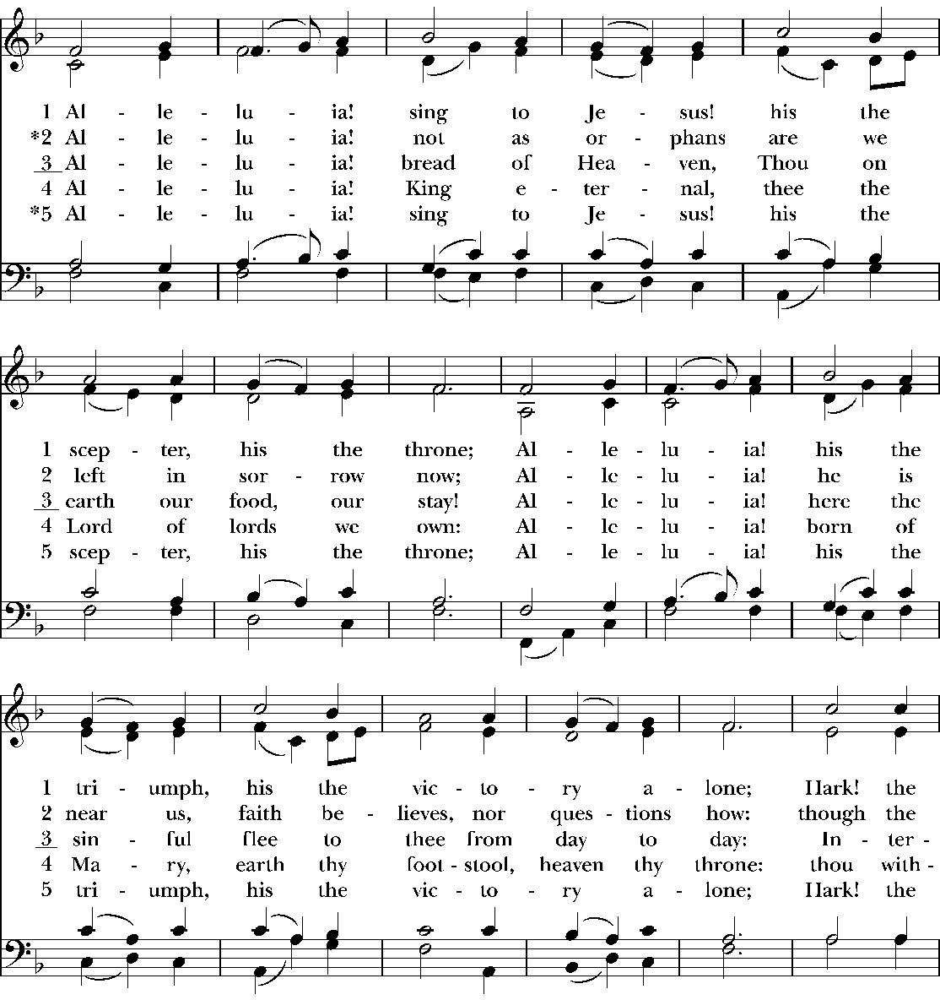 1 Al - le - lu - ia! sing to Je - sus! his the
*2 Al - le - lu - ia! not as or - phans are we
3 Al - le - lu - ia! bread of Hea - ven, Thou on
4 Al - le - lu - ia! King e - ter - nal, thee the
*5 Al - le - lu - ia! sing to Je - sus! his the
1 scep - ter, his the throne; Al - le - lu - ia! his the
2 left in sor - row now; Al - le - lu - ia! he is
3 earth our food, our stay! Al - le - lu - ia! here the
4 Lord of lords we own: Al - le - lu - ia! born of
5 scep - ter, his the throne; Al - le - lu - ia! his the
1 tri - umph, his the vic - to - ry a - lone; Hark! the
2 near us, faith be - lieves, nor ques - tions how: though the
3 sin - ful flee to thee from day to day: In - ter -
4 Ma - ry, earth thy foot - stool, heaven thy throne: thou with -
5 tri - umph, his the vic - to - ry a - lone; Hark! the